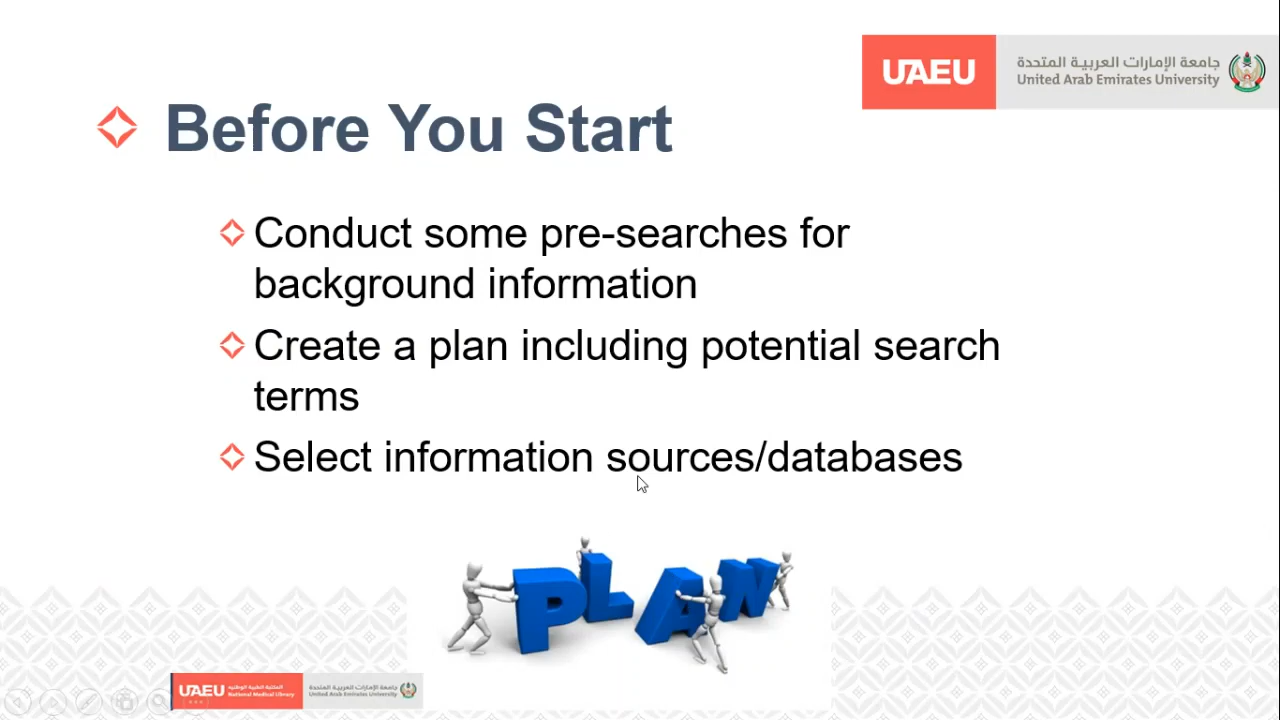 UAEU
جامعة الإمارات العربية المتحدة
United Arab Emirates University
Before You Start
Conduct some pre-searches for
background information
Create a plan including potential search
terms
Select information sources/databases
PLAN
UAEU
المكتبة الطبية الوطنية
National Medical Library
جامعة الإمارات العربية المتحدة
United Arab Emirates University